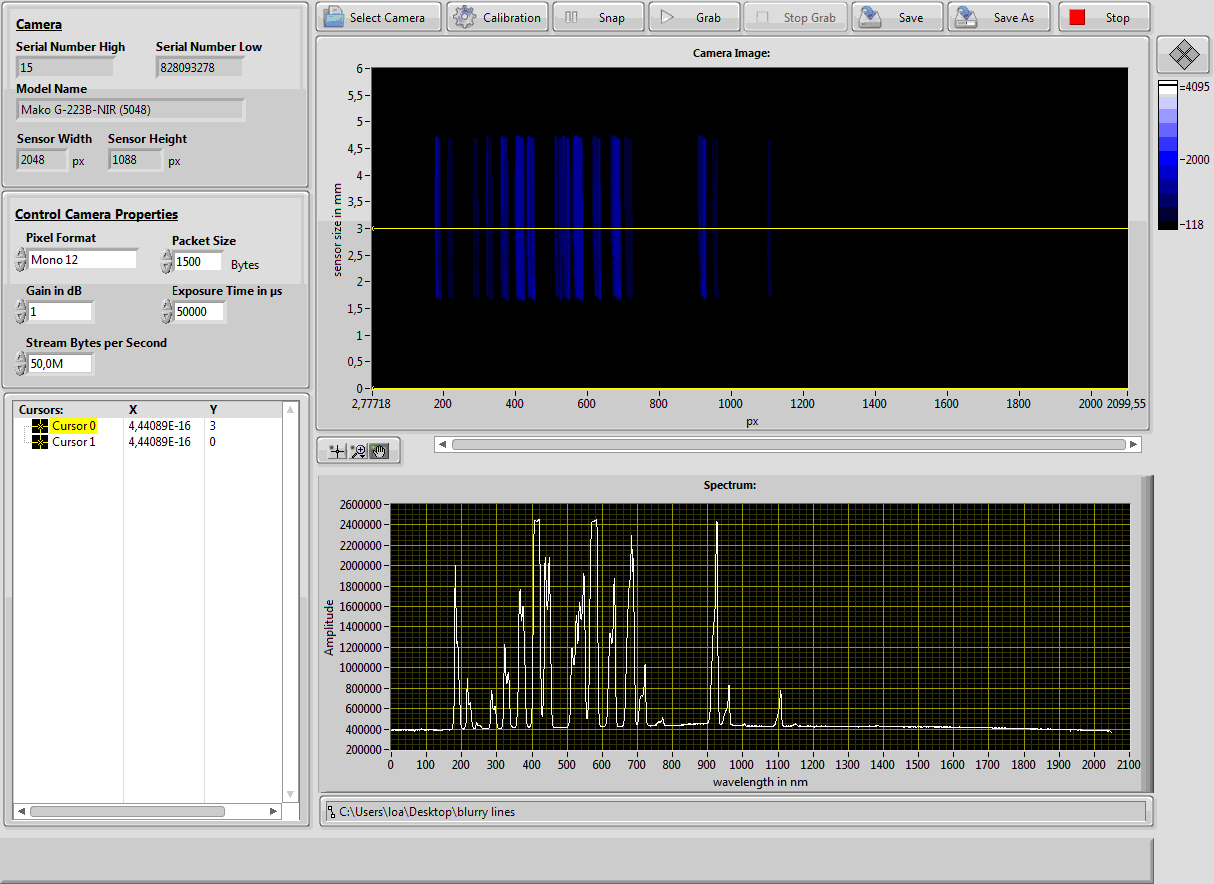 Select Camera Calibration Snap Grab Stop Grab Save Save As Stop
Camera
Serial Number High Serial Number Low
15 828093278
Model Name
Mako G-223B-NIR (5048)
Sensor Width Sensor Height
2048 px 1088 px
Control Camera Properties
Pixel Format Packet Size
Mono 12 1500 Bytes
Gain in dB Exposure Time in µs
1 50000
Stream Bytes per Second
50,0M
Cursors: X Y
Cursor 0 4,44089E-16 3
Cursor 1 4,44089E-16 0
Camera Image:
sensor size in mm
6
5,5
5
4,5
4
3,5
3
2,5
2
1,5
1
0,5
0
2,77718 200 400 600 800 1000 1200 1400 1600 1800 2000 2099,55
px
4095
2000
118
Spectrum:
Amplitude
2600000
2400000
2200000
2000000
1800000
1600000
1400000
1200000
1000000
800000
600000
400000
200000
0 100 200 300 400 500 600 700 800 900 1000 1100 1200 1300 1400 1500 1600 1700 1800 1900 2000 2100
wavelength in nm
C:\Users\loa\Desktop\blurry lines